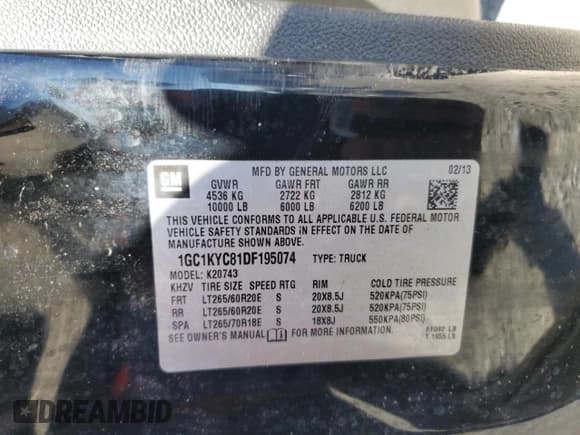 MFD BY GENERAL MOTORS LLC 02/13
GM GVWR GAWR FRT GAWR RR
4536 KG 2722 KG 2812 KG
10000 LB 6000 LB 6200 LB
THIS VEHICLE CONFORMS TO ALL APPLICABLE U.S. FEDERAL MOTOR
VEHICLE SAFETY STANDARDS IN EFFECT ON THE DATE OF MANUFACTURE
SHOWN ABOVE.
1GC1KYC81DF195074 TYPE: TRUCK
MODEL: K20743
KHZV TIRE SIZE SPEED RTG RIM COLD TIRE PRESSURE
FRT LT265/60R20E S 20X8.5J 520KPA(75PSI)
RR LT265/60R20E S 20X8.5J 520KPA(75PSI)
SPA LT265/70R18E S 18X8J 550KPA(80PSI)
SEE OWNER'S MANUAL FOR MORE INFORMATION.
LB
T 1655 LB
DREAMBID